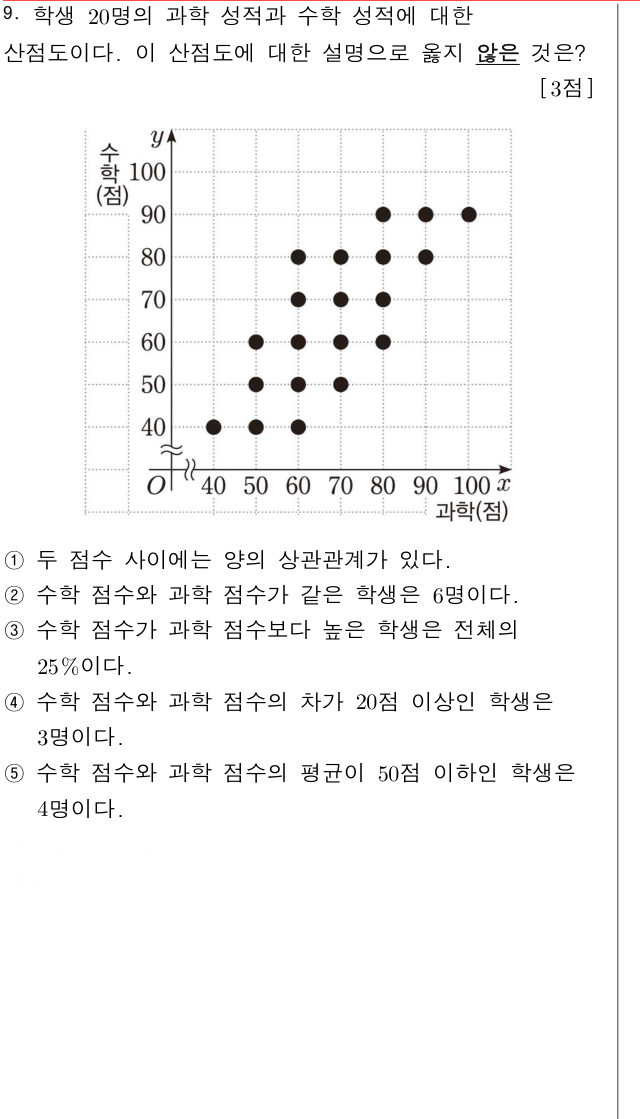 9. 학생 20명의 과학 성적과 수학 성적에 대한
산점도이다. 이 산점도에 대한 설명으로 옳지 않은 것은?
[3점]
y
수
학
(점)
100
90
80
70
60
50
40
O 40 50 60 70 80 90 100 x
과학(점)
① 두 점수 사이에는 양의 상관관계가 있다.
② 수학 점수와 과학 점수가 같은 학생은 6명이다.
③ 수학 점수가 과학 점수보다 높은 학생은 전체의
25%이다.
④ 수학 점수와 과학 점수의 차가 20점 이상인 학생은
3명이다.
⑤ 수학 점수와 과학 점수의 평균이 50점 이하인 학생은
4명이다.